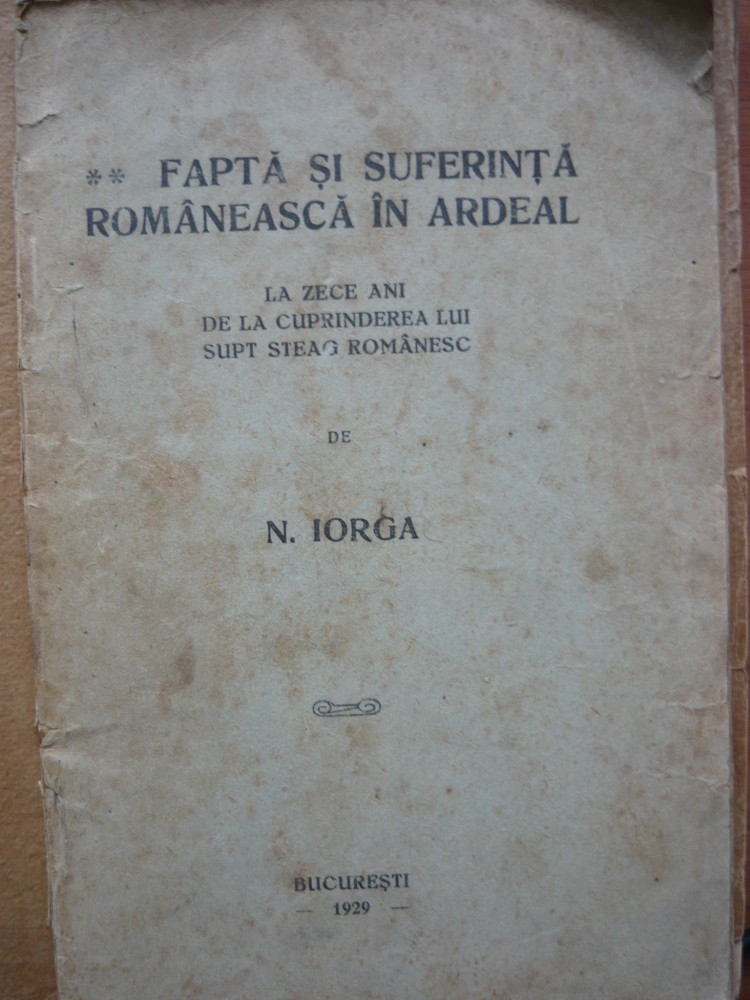 ** FAPTĂ ȘI SUFERINȚĂ
ROMÂNEASCĂ ÎN ARDEAL
LA ZECE ANI
DE LA CUPRINDEREA LUI
SUPT STEAG ROMÂNESC
DE
N. IORGA
BUCUREȘTI
— 1929 —